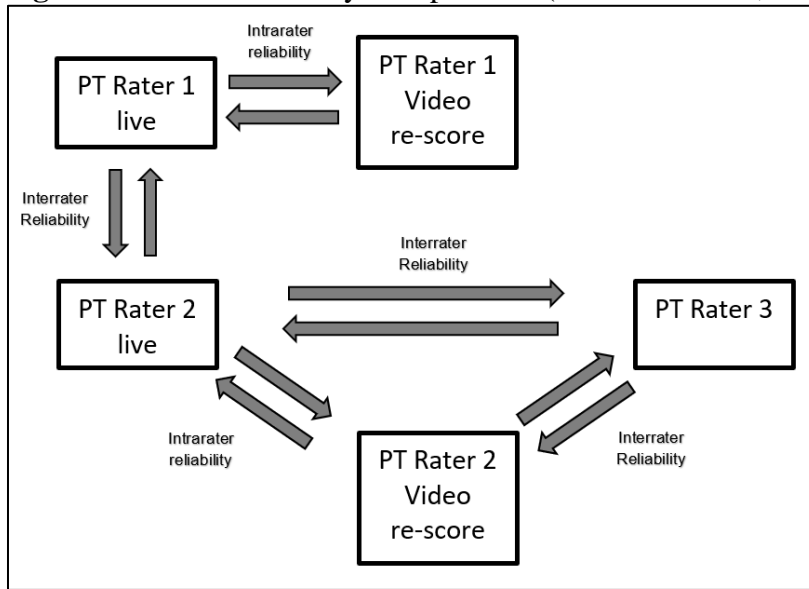 Intrarater
reliability
PT Rater 1
live
PT Rater 1
Video
re-score
Interrater
Reliability
Interrater
Reliability
PT Rater 2
live
PT Rater 3
Intrarater
reliability
Interrater
Reliability
PT Rater 2
Video
re-score